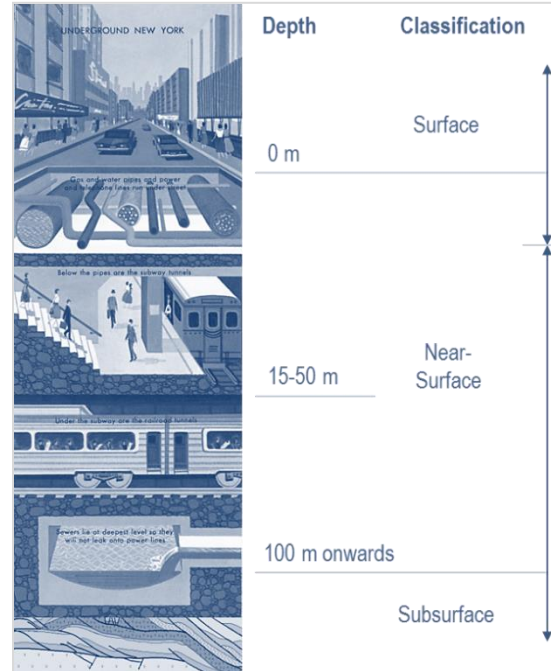 UNDERGROUND NEW YORK
Depth
Classification
Surface
0 m
Gas and water pipes and power
and telephone lines run under street
Below the pipes are the subway tunnels
Near-
Surface
15-50 m
Under the subway are the railroad tunnels
Sewers lie at deepest level so they
will not leak onto power lines
100 m onwards
Subsurface